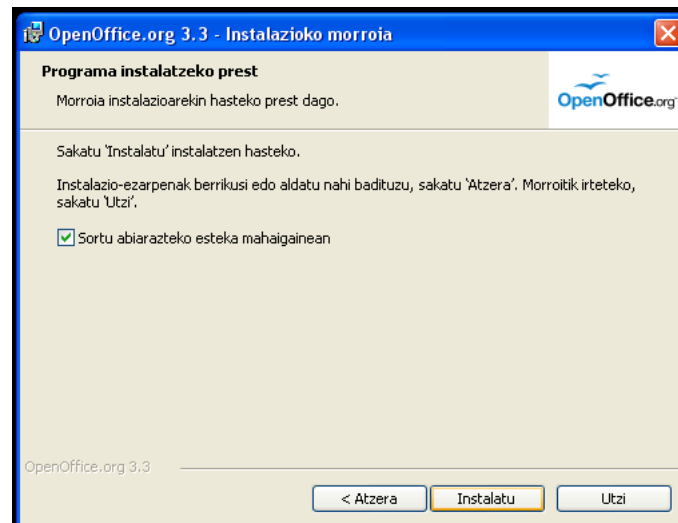 OpenOffice.org 3.3 - Instalazioko morroia
Programa instalatzeko prest
Morroia instalazioarekin hasteko prest dago.
OpenOffice.org
Sakatu 'Instalatu' instalatzen hasteko.
Instalazio-ezarpenak berrikusi edo aldatu nahi badituzu, sakatu 'Atzera'. Morroitik irteteko,
sakatu 'Utzi'.
Sortu abiarazteko esteka mahaigainean
OpenOffice.org 3.3
< Atzera
Instalatu
Utzi